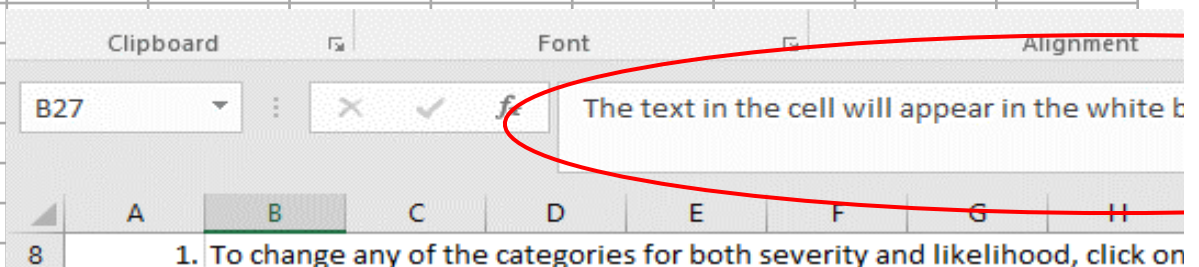 Clipboard Font Alignment
B27 fx The text in the cell will appear in the white
A B C D E F G H
8 1. To change any of the categories for both severity and likelihood, click on